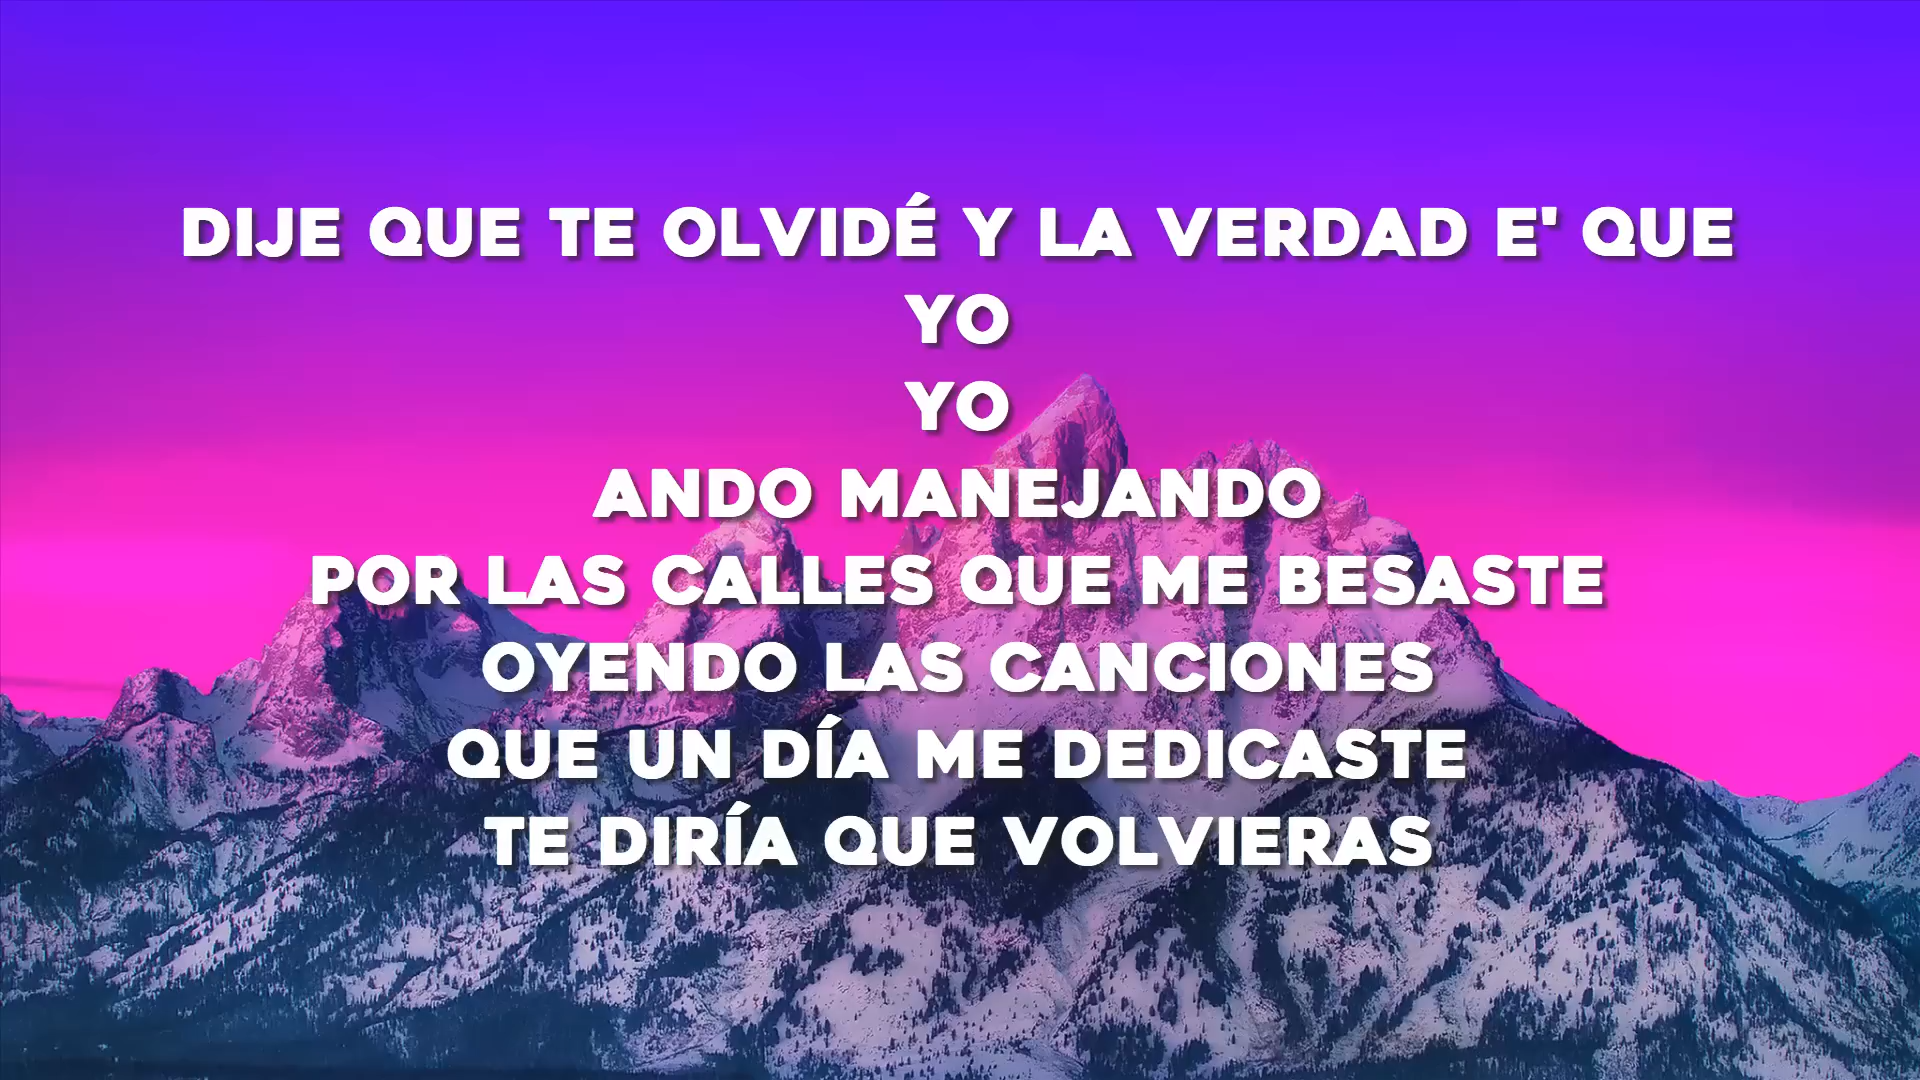 DIJE QUE TE OLVIDÉ Y LA VERDAD E' QUE
YO
YO
ANDO MANEJANDO
POR LAS CALLES QUE ME BESASTE
OYENDO LAS CANCIONES
QUE UN DÍA ME DEDICASTE
TE DIRÍA QUE VOLVIERAS